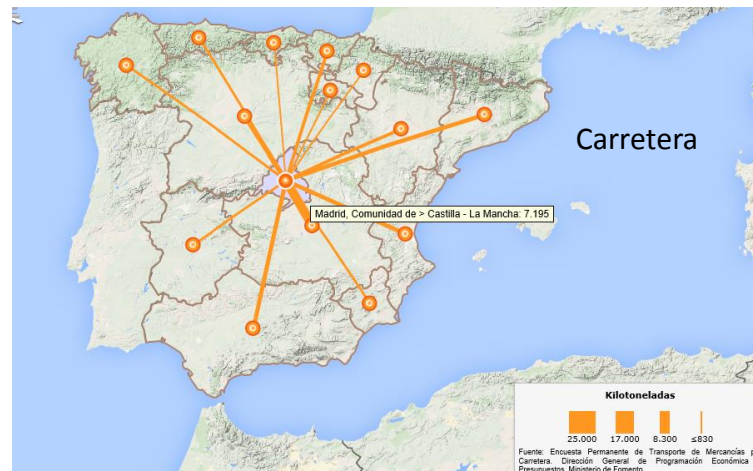 Carretera
Madrid, Comunidad de > Castilla - La Mancha: 7.195
Kilotoneladas
25.000 17.000 8.300 ≤830
Fuente: Encuesta Permanente de Transporte de Mercancías
Carretera. Dirección General de Programación Económica
Presupuestos. Ministerio de Fomento